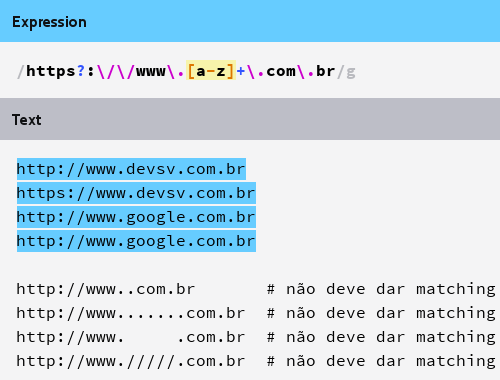 Expression
/https?:\/\/www\.[a-z]+\.com\.br/g
Text
http://www.devsv.com.br
https://www.devsv.com.br
http://www.google.com.br
http://www.google.com.br
http://www..com.br # não deve dar matching
http://www.......com.br # não deve dar matching
http://www. .com.br # não deve dar matching
http://www./////.com.br # não deve dar matching